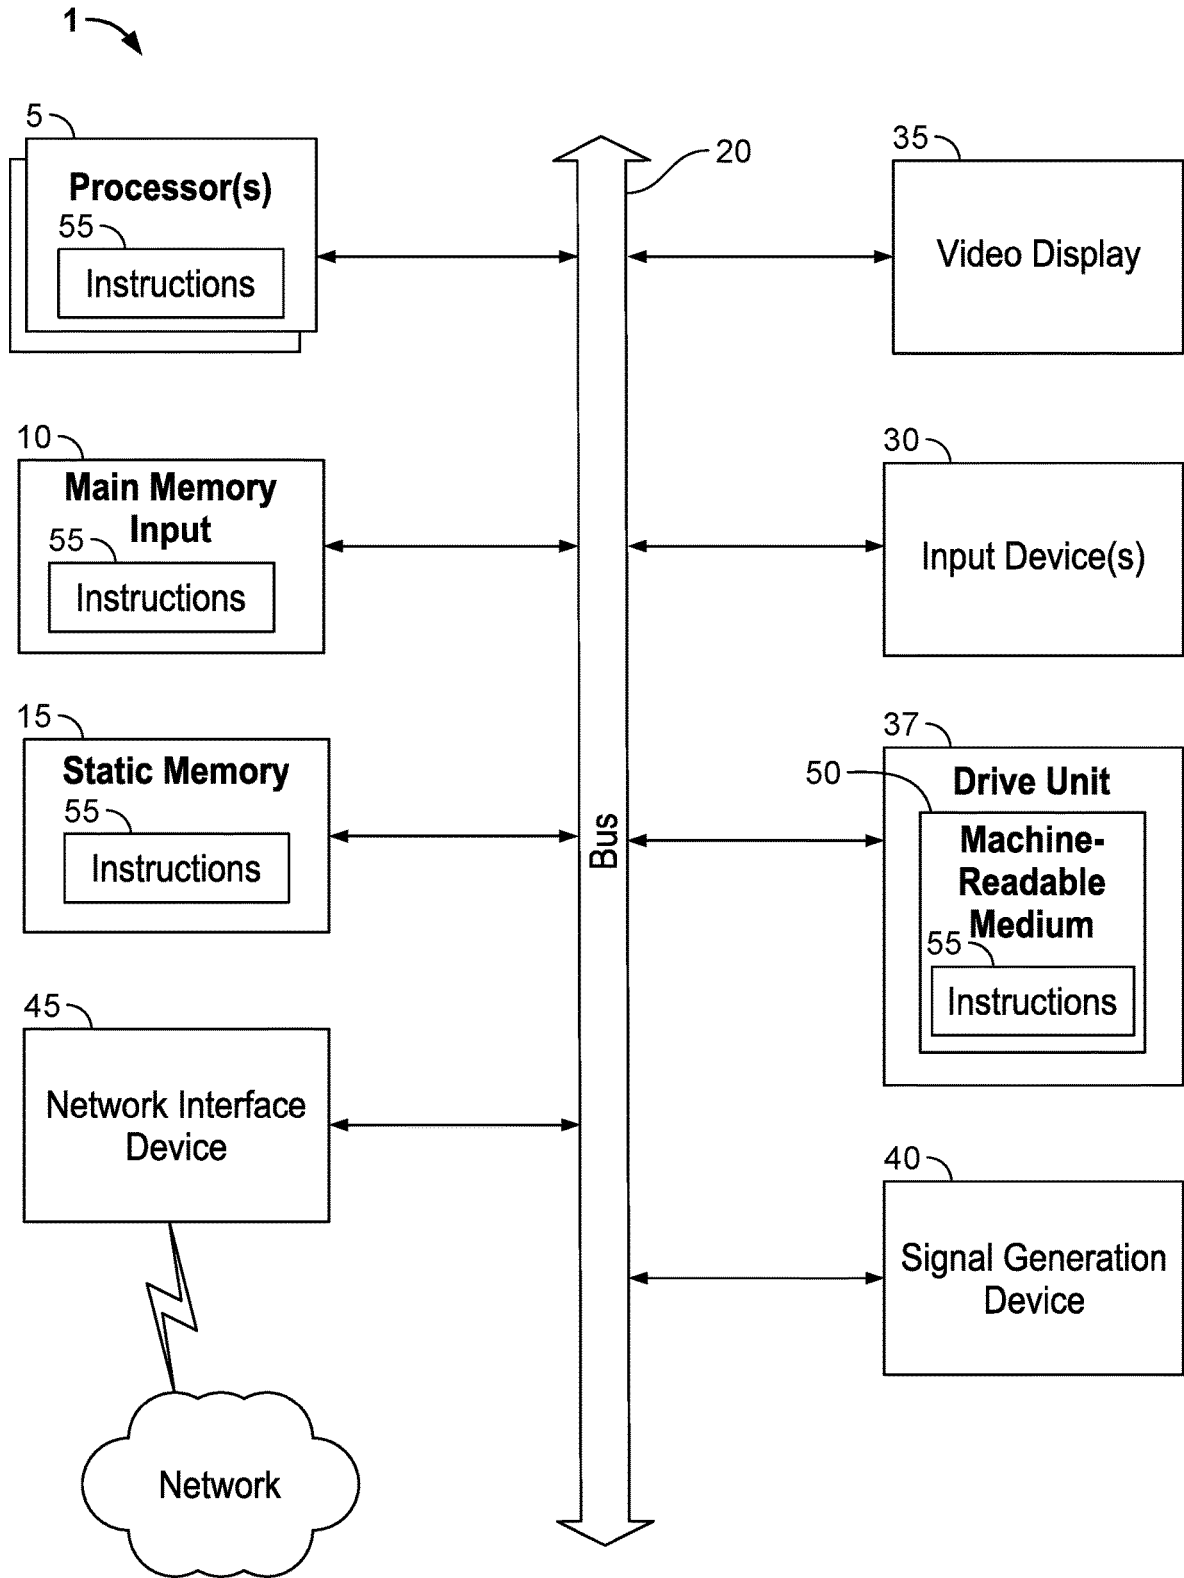 1
5
Processor(s)
55
Instructions
10
Main Memory
Input
55
Instructions
15
Static Memory
55
Instructions
45
Network Interface
Device
Network
20
Bus
35
Video Display
30
Input Device(s)
37
Drive Unit
50
Machine-
Readable
Medium
55
Instructions
40
Signal Generation
Device